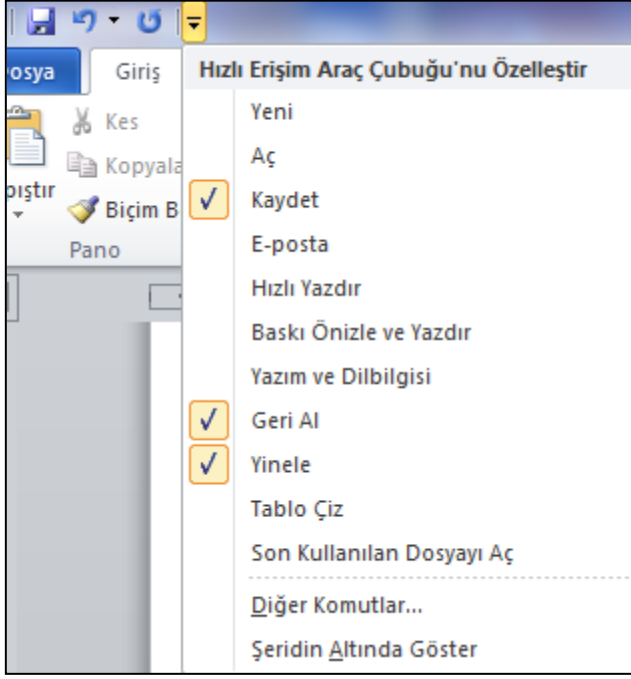 osya
Giriş
Hızlı Erişim Araç Çubuğu'nu Özelleştir
Kes
Kopyala
pıştır
Biçim B
Pano
Yeni
Aç
Kaydet
E-posta
Hızlı Yazdır
Baskı Önizle ve Yazdır
Yazım ve Dilbilgisi
Geri Al
Yinele
Tablo Çiz
Son Kullanılan Dosyayı Aç
Diğer Komutlar...
Şeridin Altında Göster